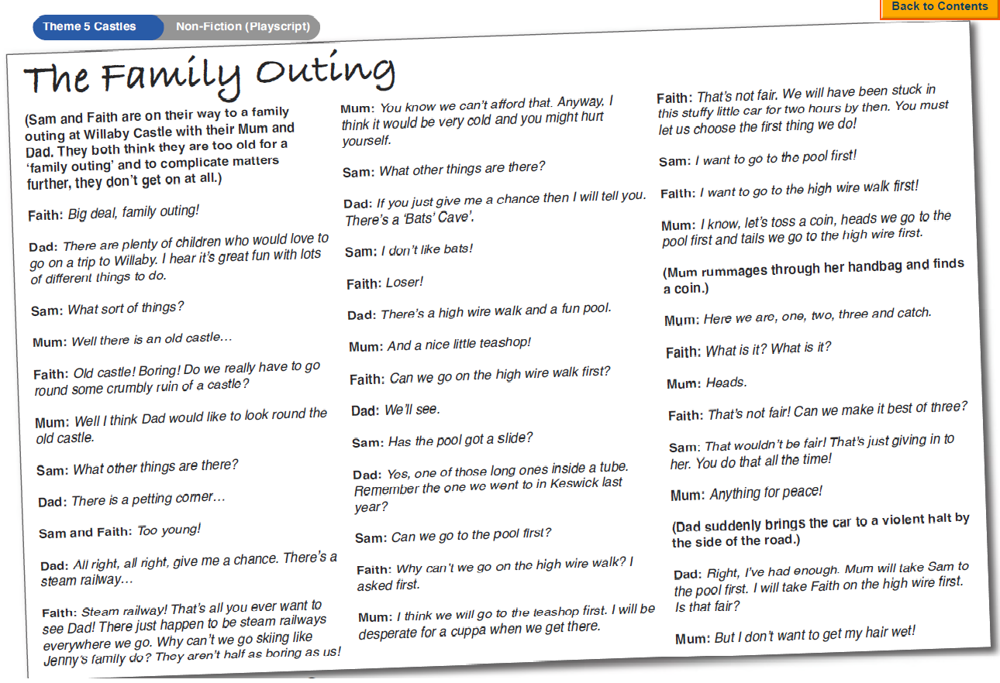 Back to Contents
Theme 5 Castles
Non-Fiction (Playscript)
The Family Outing
(Sam and Faith are on their way to a family
outing at Willaby Castle with their Mum and
Dad. They both think they are too old for a
‘family outing’ and to complicate matters
further, they don’t get on at all.)
Faith: Big deal, family outing!
Dad: There are plenty of children who would love to
go on a trip to Willaby. I hear it’s great fun with lots
of different things to do.
Sam: What sort of things?
Mum: Well there is an old castle…
Faith: Old castle! Boring! Do we really have to go
round some crumbly ruin of a castle?
Mum: Well I think Dad would like to look round the
old castle.
Sam: What other things are there?
Dad: There is a petting corner…
Sam and Faith: Too young!
Dad: All right, all right, give me a chance. There’s a
steam railway…
Faith: Steam railway! That’s all you ever want to
see Dad! There just happen to be steam railways
everywhere we go. Why can’t we go skiing like
Jenny’s family do? They aren’t half as boring as us!
Mum: You know we can’t afford that. Anyway, I
think it would be very cold and you might hurt
yourself.
Sam: What other things are there?
Dad: If you just give me a chance then I will tell you.
There’s a ‘Bats’ Cave’.
Sam: I don’t like bats!
Faith: Loser!
Dad: There’s a high wire walk and a fun pool.
Mum: And a nice little teashop!
Faith: Can we go on the high wire walk first?
Dad: We’ll see.
Sam: Has the pool got a slide?
Dad: Yes, one of those long ones inside a tube.
Remember the one we went to in Keswick last
year?
Sam: Can we go to the pool first?
Faith: Why can’t we go on the high wire walk? I
asked first.
Mum: I think we will go to the teashop first. I will be
desperate for a cuppa when we get there.
Faith: That’s not fair. We will have been stuck in
this stuffy little car for two hours by then. You must
let us choose the first thing we do!
Sam: I want to go to the pool first!
Faith: I want to go to the high wire walk first!
Mum: I know, let’s toss a coin, heads we go to the
pool first and tails we go to the high wire first.
(Mum rummages through her handbag and finds
a coin.)
Mum: Here we are, one, two, three and catch.
Faith: What is it? What is it?
Mum: Heads.
Faith: That’s not fair! Can we make it best of three?
Sam: That wouldn’t be fair! That’s just giving in to
her. You do that all the time!
Mum: Anything for peace!
(Dad suddenly brings the car to a violent halt by
the side of the road.)
Dad: Right, I’ve had enough. Mum will take Sam to
the pool first. I will take Faith on the high wire first.
Is that fair?
Mum: But I don’t want to get my hair wet!